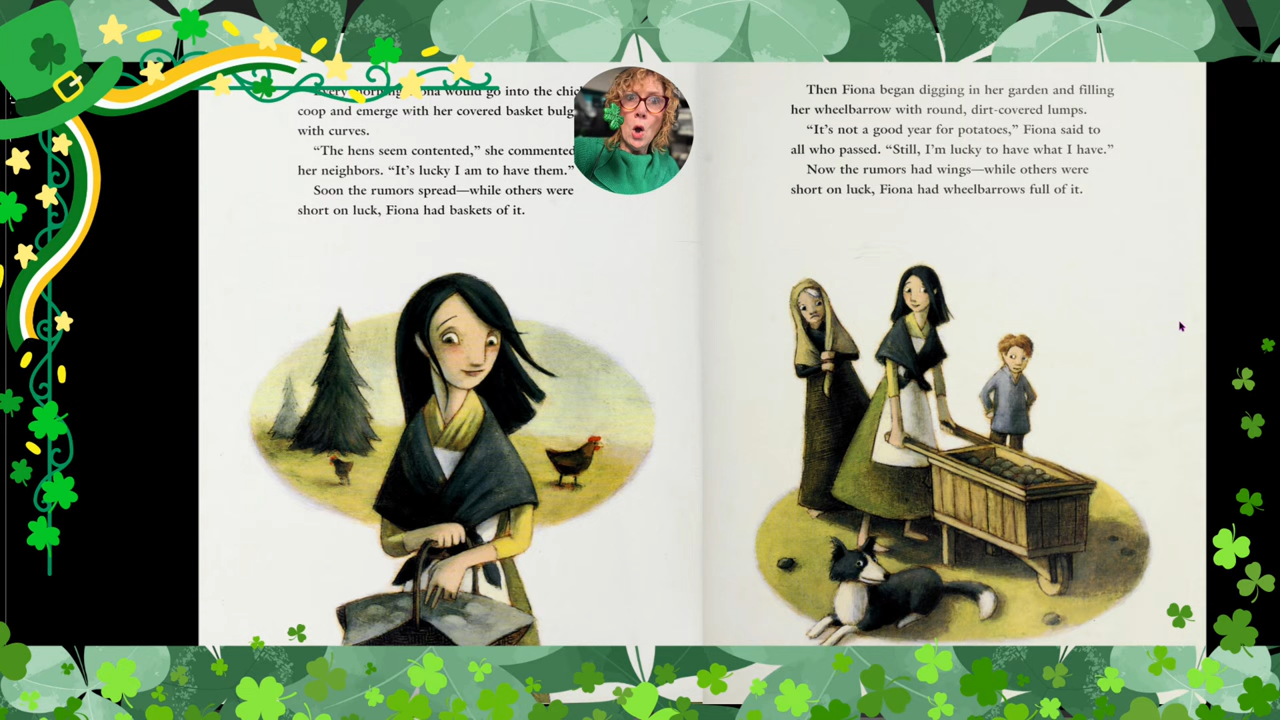 would go into the
coop and emerge with her covered basket
with curves.
“The hens seem contented,” she commented
her neighbors. “It’s lucky I am to have them.”
Soon the rumors spread—while others were
short on luck, Fiona had baskets of it.
Then Fiona began digging in her garden and filling
her wheelbarrow with round, dirt-covered lumps.
“It’s not a good year for potatoes,” Fiona said to
all who passed. “Still, I’m lucky to have what I have.”
Now the rumors had wings—while others were
short on luck, Fiona had wheelbarrows full of it.